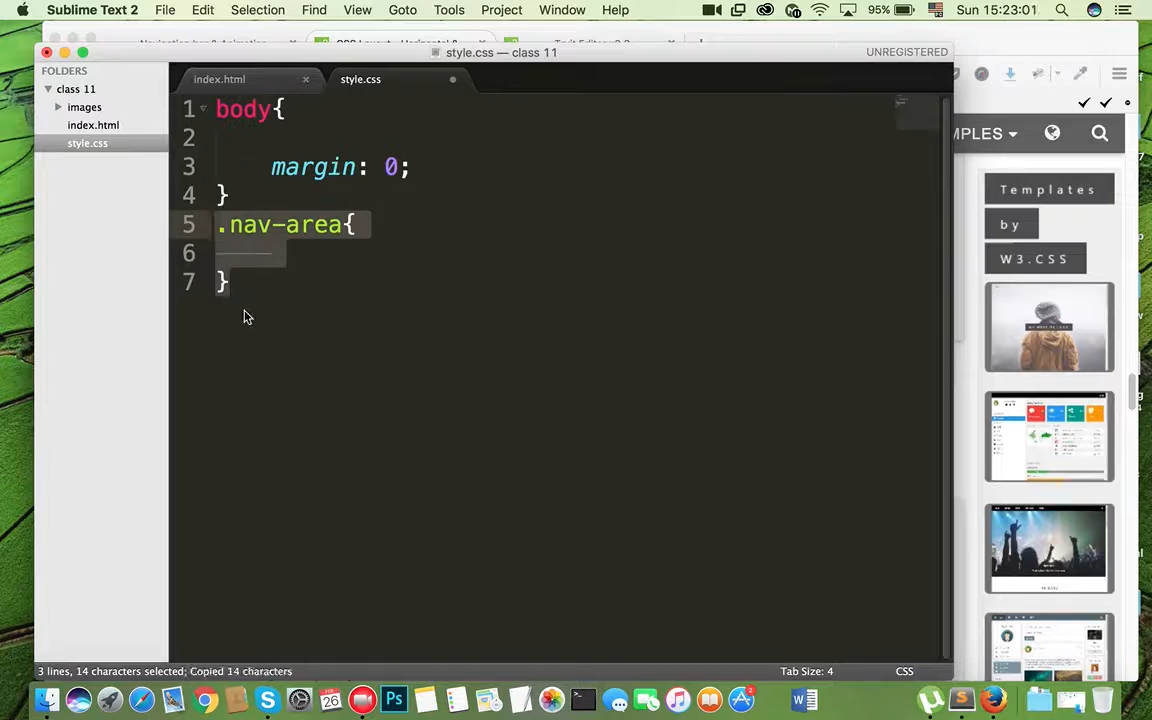 Sublime Text 2 File Edit Selection Find View Goto Tools Project Window Help 95% Sun 15:23:01
style.css — class 11 UNREGISTERED
FOLDERS
class 11
images
index.html
style.css
index.html
style.css
1 body{
2
3 margin: 0;
4 }
5 .nav-area{
6
7 }
MPLES
Templates
by
W3.CSS
3 lines, 14 characters selected; Copied 14 characters Tab Size: 4 CSS